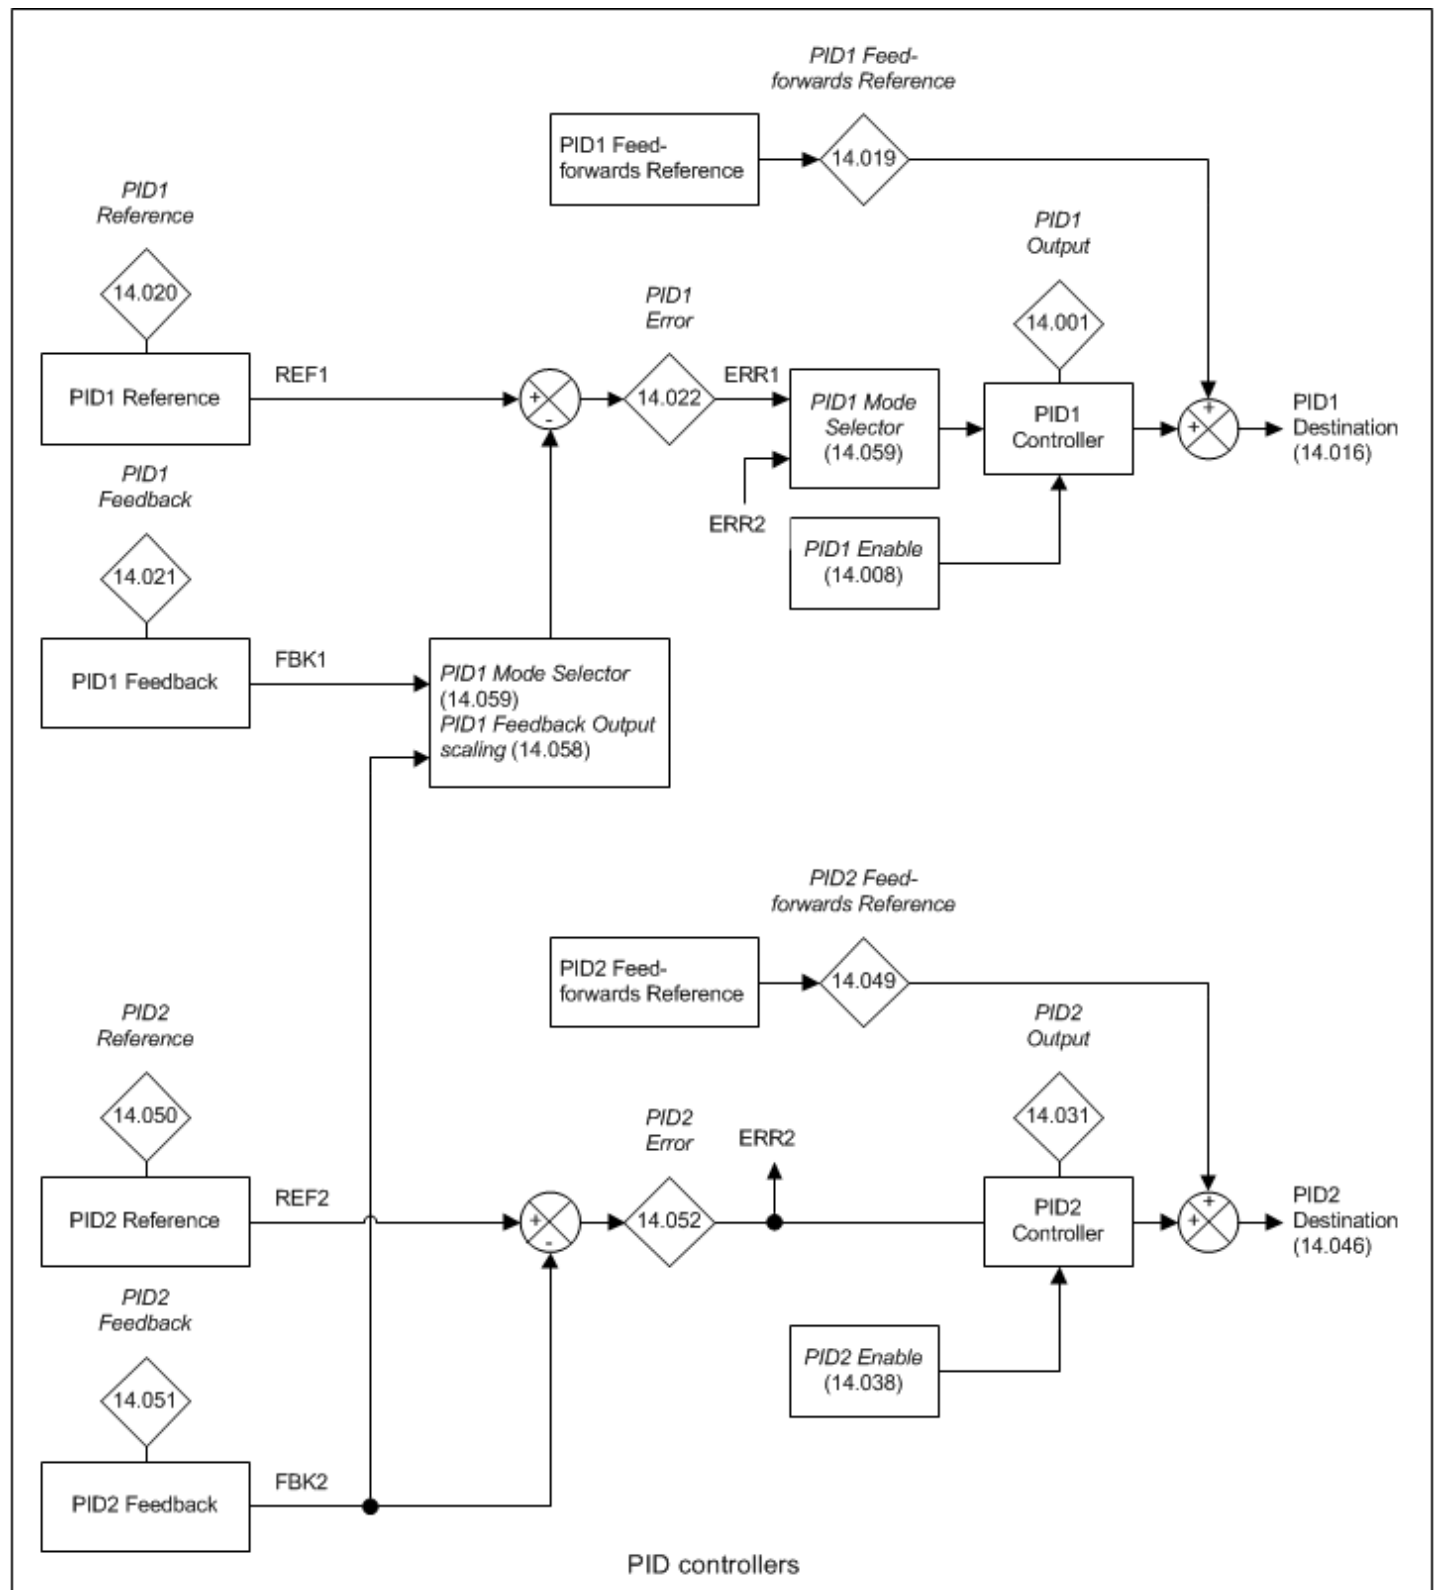 PID1 Feed-
forwards Reference
PID1 Feed-
forwards Reference
14.019
PID1
Reference
14.020
PID1
Output
14.001
PID1
Error
14.022
PID1 Reference
REF1
+
-
ERR1
PID1 Mode
Selector
(14.059)
PID1
Controller
+
+
PID1
Destination
(14.016)
ERR2
PID1 Enable
(14.008)
PID1
Feedback
14.021
PID1 Feedback
FBK1
PID1 Mode Selector
(14.059)
PID1 Feedback Output
scaling (14.058)
PID2 Feed-
forwards Reference
PID2 Feed-
forwards Reference
14.049
PID2
Reference
14.050
PID2
Output
14.031
PID2
Error
14.052
ERR2
PID2 Reference
REF2
+
-
PID2
Controller
+
+
PID2
Destination
(14.046)
PID2 Enable
(14.038)
PID2
Feedback
14.051
PID2 Feedback
FBK2
PID controllers